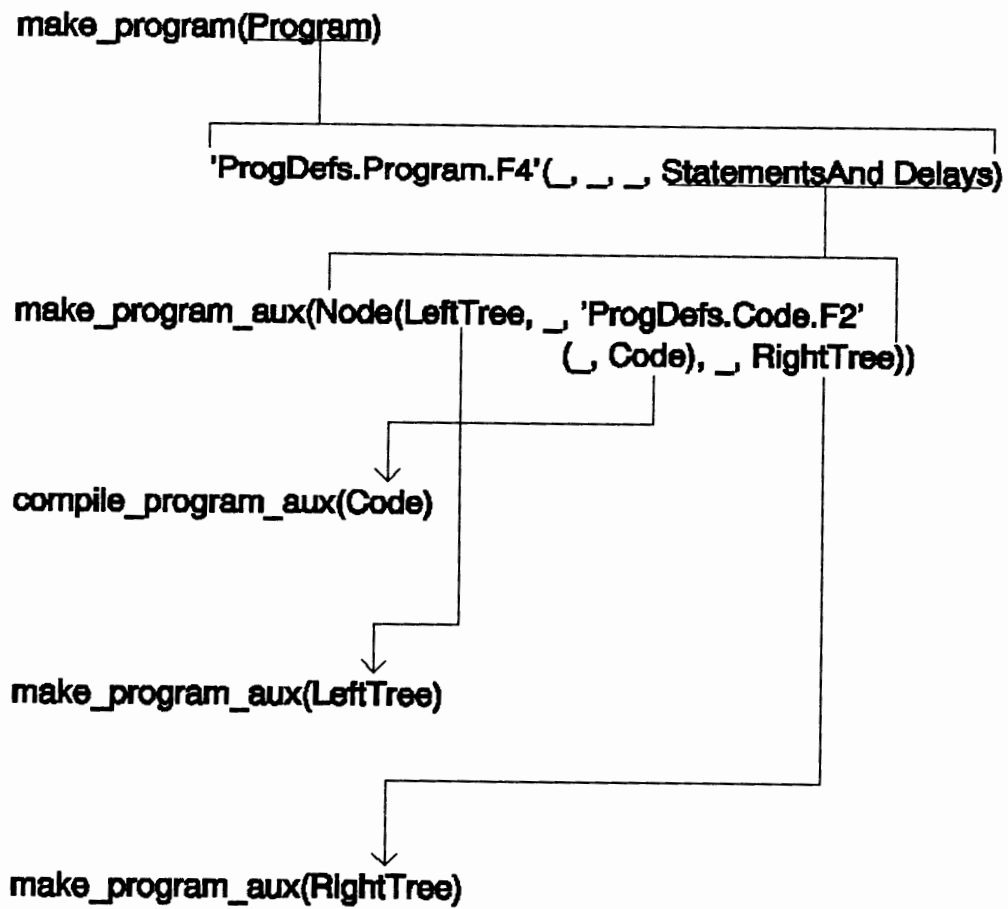 make_program(Program)
'ProgDefs.Program.F4'(_, _, _, StatementsAnd Delays)
make_program_aux(Node(LeftTree, _, 'ProgDefs.Code.F2'
(_, Code), _, RightTree))
compile_program_aux(Code)
make_program_aux(LeftTree)
make_program_aux(RightTree)